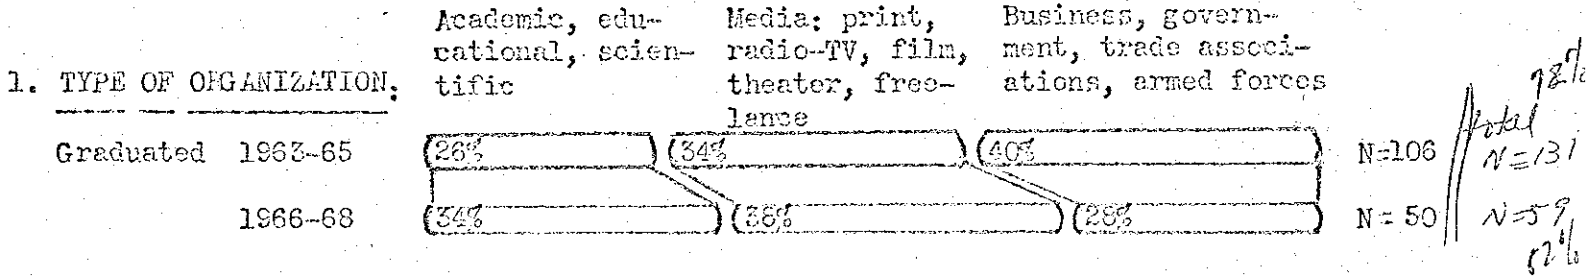 Academic, edu-
cational, scien-
tific
Media: print,
radio-TV, film,
theater, free-
lance
Business, govern-
ment, trade associ-
ations, armed forces
1. TYPE OF ORGANIZATION:
Graduated 1963-65 (26%) (34%) (40%) N=106
1966-68 (34%) (38%) (28%) N = 50
total
N=131
N=59